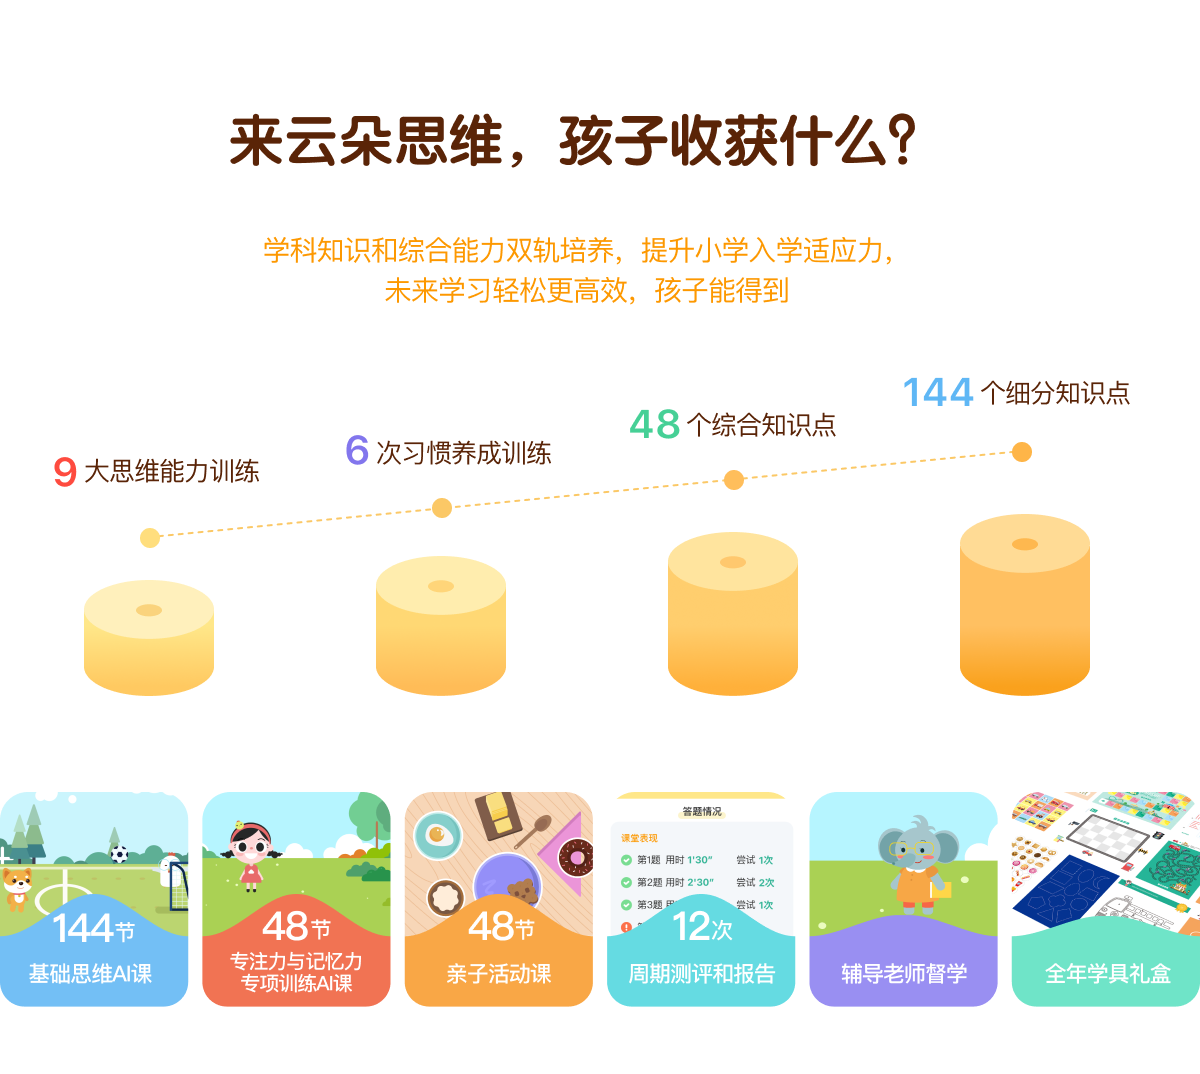 来云朵思维，孩子收获什么？
学科知识和综合能力双轨培养，提升小学入学适应力，
未来学习轻松更高效，孩子能得到
9 大思维能力训练
6 次习惯养成训练
48 个综合知识点
144 个细分知识点
144节
基础思维AI课
48节
专注力与记忆力
专项训练AI课
48节
亲子活动课
答题情况
课堂表现
第1题 用时 1'30" 尝试 1次
第2题 用时 2'30" 尝试 2次
第3题 尝试 1次
12次
周期测评和报告
辅导老师督学
全年学具礼盒